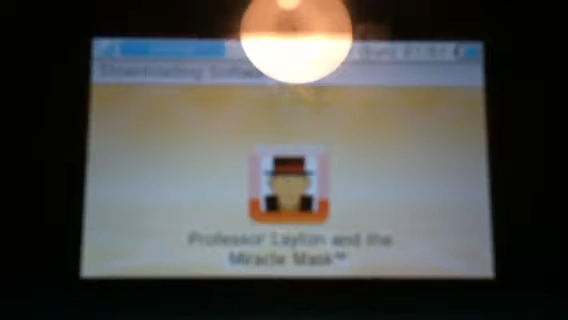 Downloading Software
Professor Layton and the
Miracle Mask™